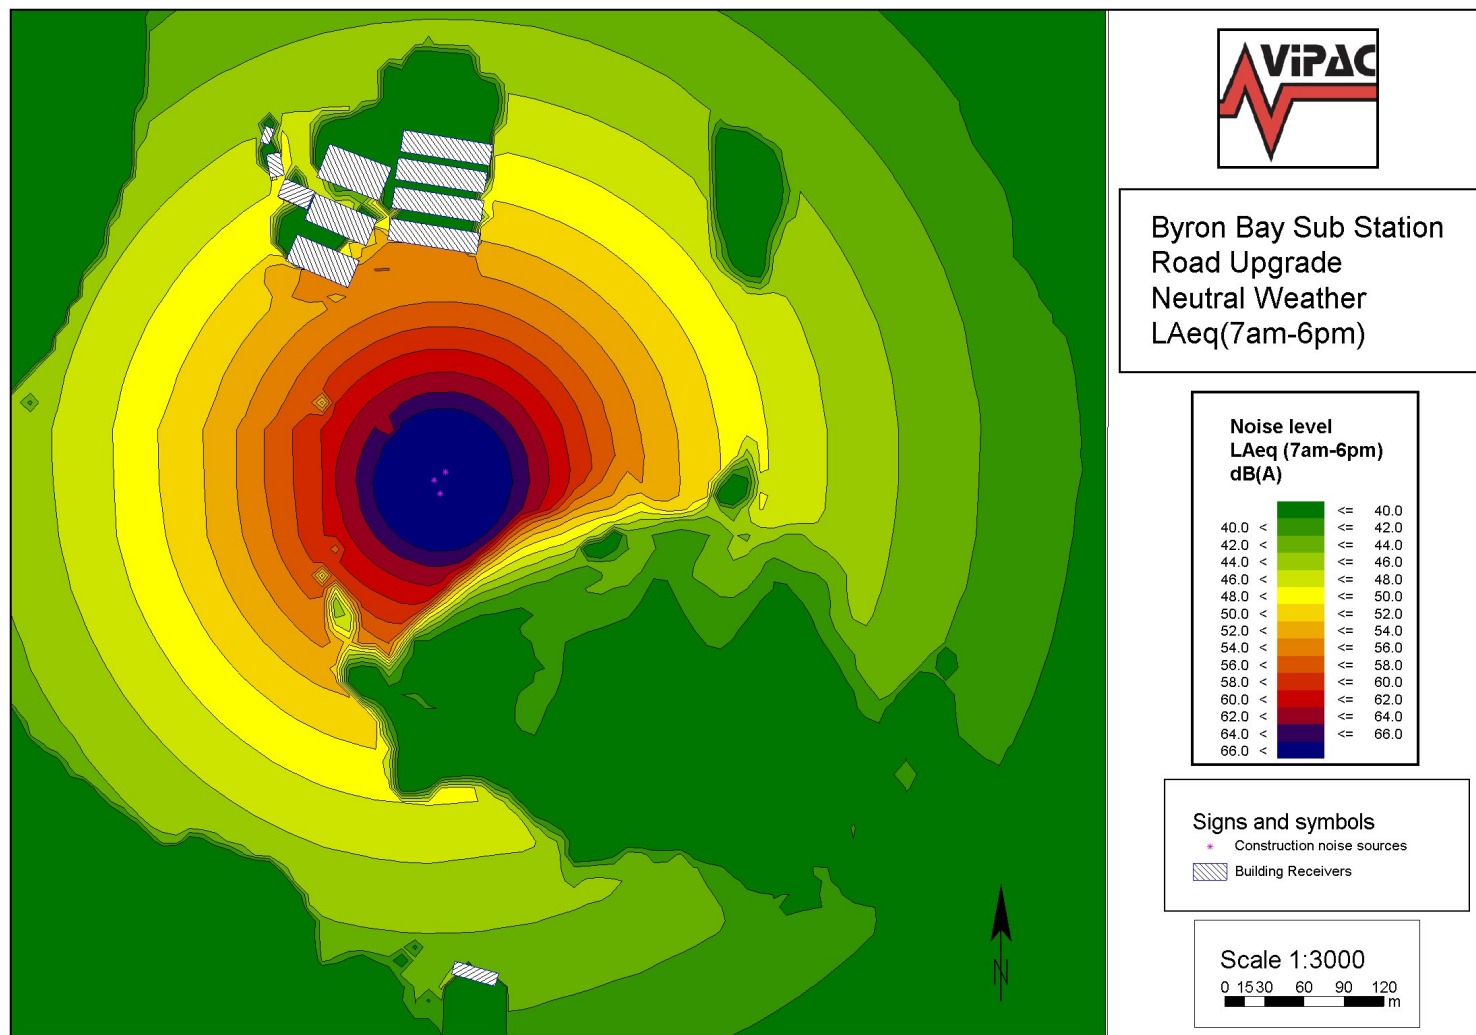 ViPAC
Byron Bay Sub Station
Road Upgrade
Neutral Weather
LAeq(7am-6pm)
Noise level
LAeq (7am-6pm)
dB(A)
<= 40.0
40.0 < <= 42.0
42.0 < <= 44.0
44.0 < <= 46.0
46.0 < <= 48.0
48.0 < <= 50.0
50.0 < <= 52.0
52.0 < <= 54.0
54.0 < <= 56.0
56.0 < <= 58.0
58.0 < <= 60.0
60.0 < <= 62.0
62.0 < <= 64.0
64.0 < <= 66.0
66.0 <
Signs and symbols
Construction noise sources
Building Receivers
N
Scale 1:3000
0 15 30 60 90 120
m